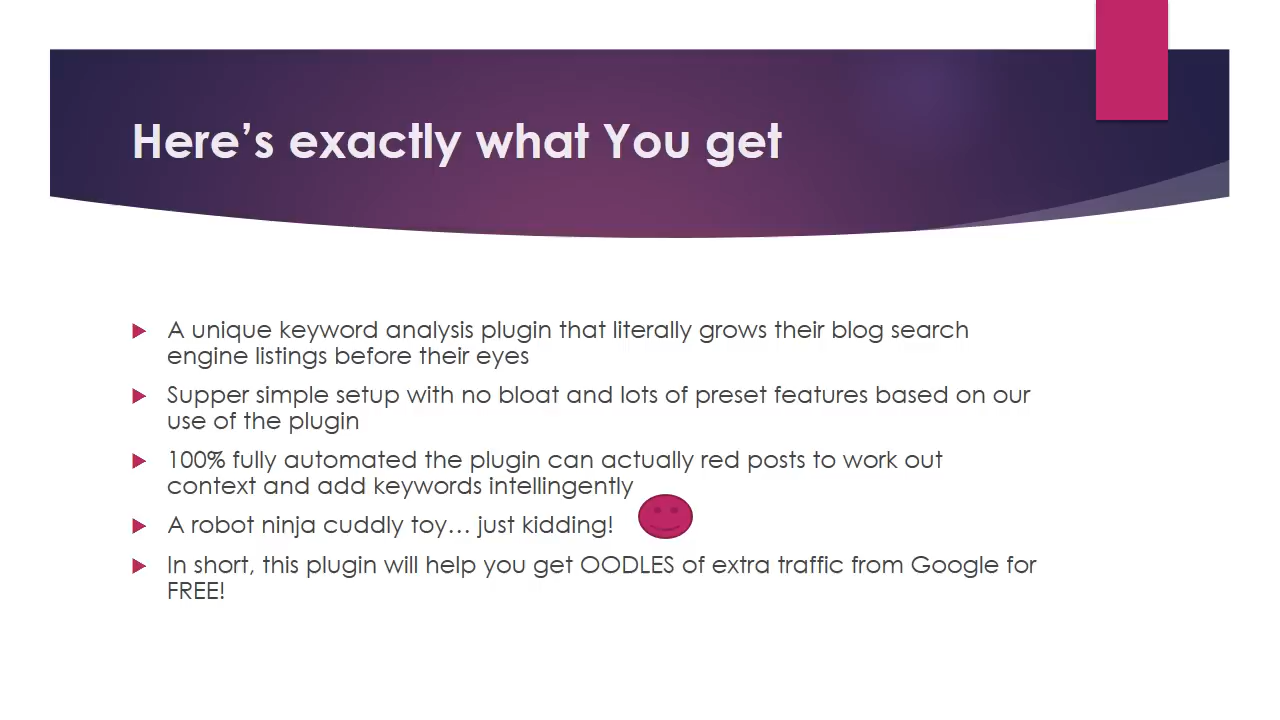 Here’s exactly what You get
A unique keyword analysis plugin that literally grows their blog search
engine listings before their eyes
Supper simple setup with no bloat and lots of preset features based on our
use of the plugin
100% fully automated the plugin can actually red posts to work out
context and add keywords intellingently
A robot ninja cuddly toy… just kidding!
In short, this plugin will help you get OODLES of extra traffic from Google for
FREE!